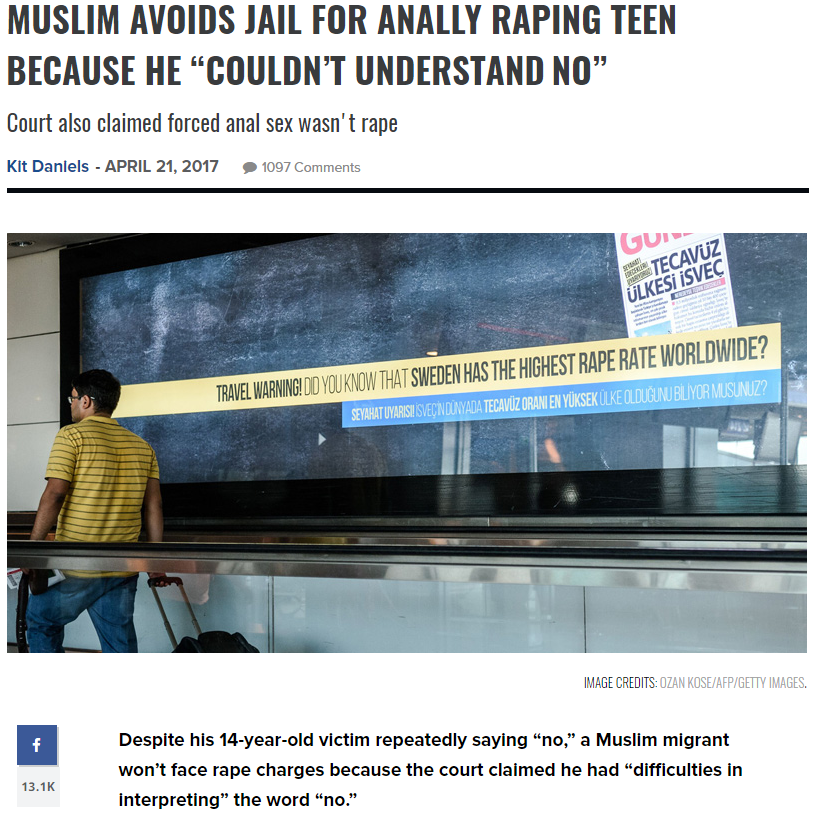 MUSLIM AVOIDS JAIL FOR ANALLY RAPING TEEN
BECAUSE HE “COULDN’T UNDERSTAND NO”
Court also claimed forced anal sex wasn't rape
Kit Daniels - APRIL 21, 2017 1097 Comments
TECAVÜZ
ÜLKESİ İSVEÇ
TRAVEL WARNING! DID YOU KNOW THAT SWEDEN HAS THE HIGHEST RAPE RATE WORLDWIDE?
SEYAHAT UYARISI! İSVEÇ'İN DÜNYADA TECAVÜZ ORANI EN YÜKSEK ÜLKE OLDUĞUNU BİLİYOR MUSUNUZ?
IMAGE CREDITS: OZAN KOSE/AFP/GETTY IMAGES.
f
13.1K
Despite his 14-year-old victim repeatedly saying “no,” a Muslim migrant
won’t face rape charges because the court claimed he had “difficulties in
interpreting” the word “no.”